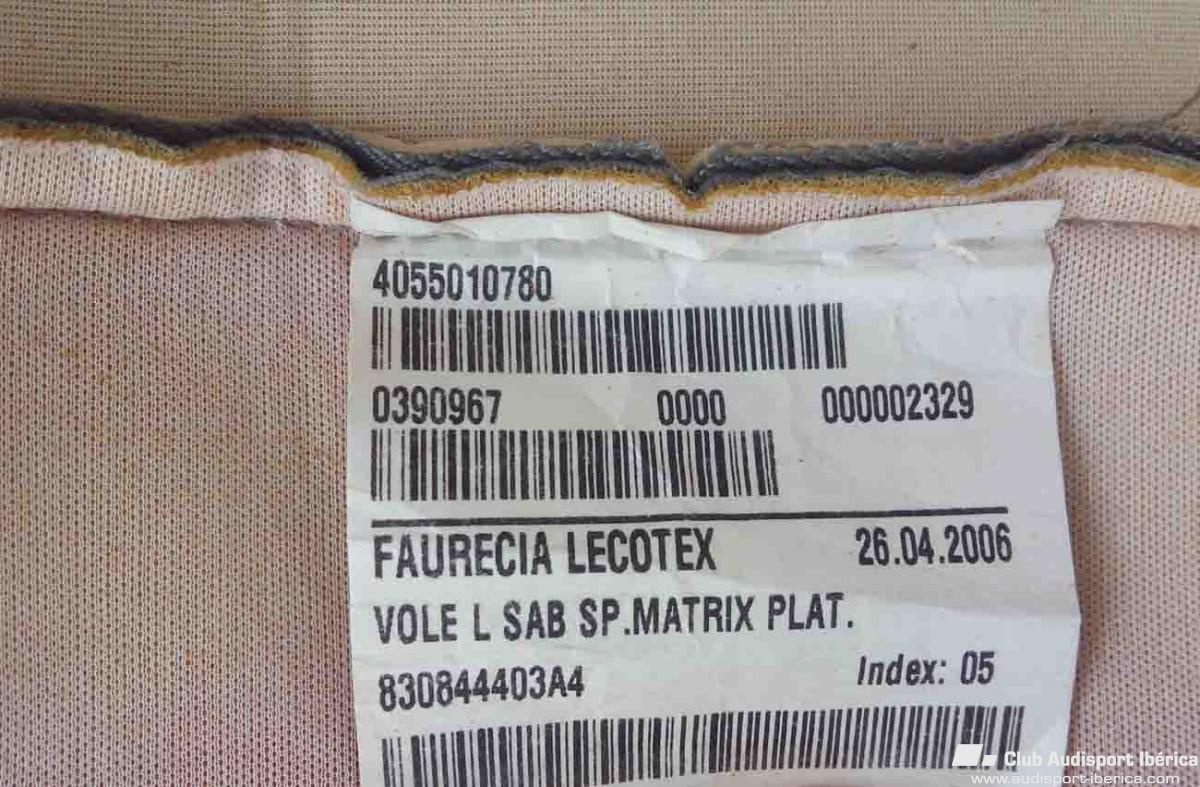 4055010780
0390967 0000 000002329
FAURECIA LECOTEX 26.04.2006
VOLE L SAB SP.MATRIX PLAT.
830844403A4 Index: 05
Club Audisport Ibérica
www.audisport-iberica.com